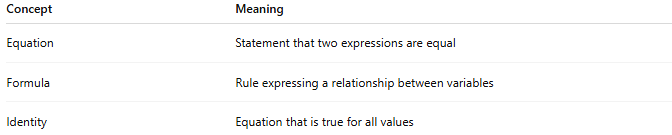 Concept Meaning
Equation Statement that two expressions are equal
Formula Rule expressing a relationship between variables
Identity Equation that is true for all values